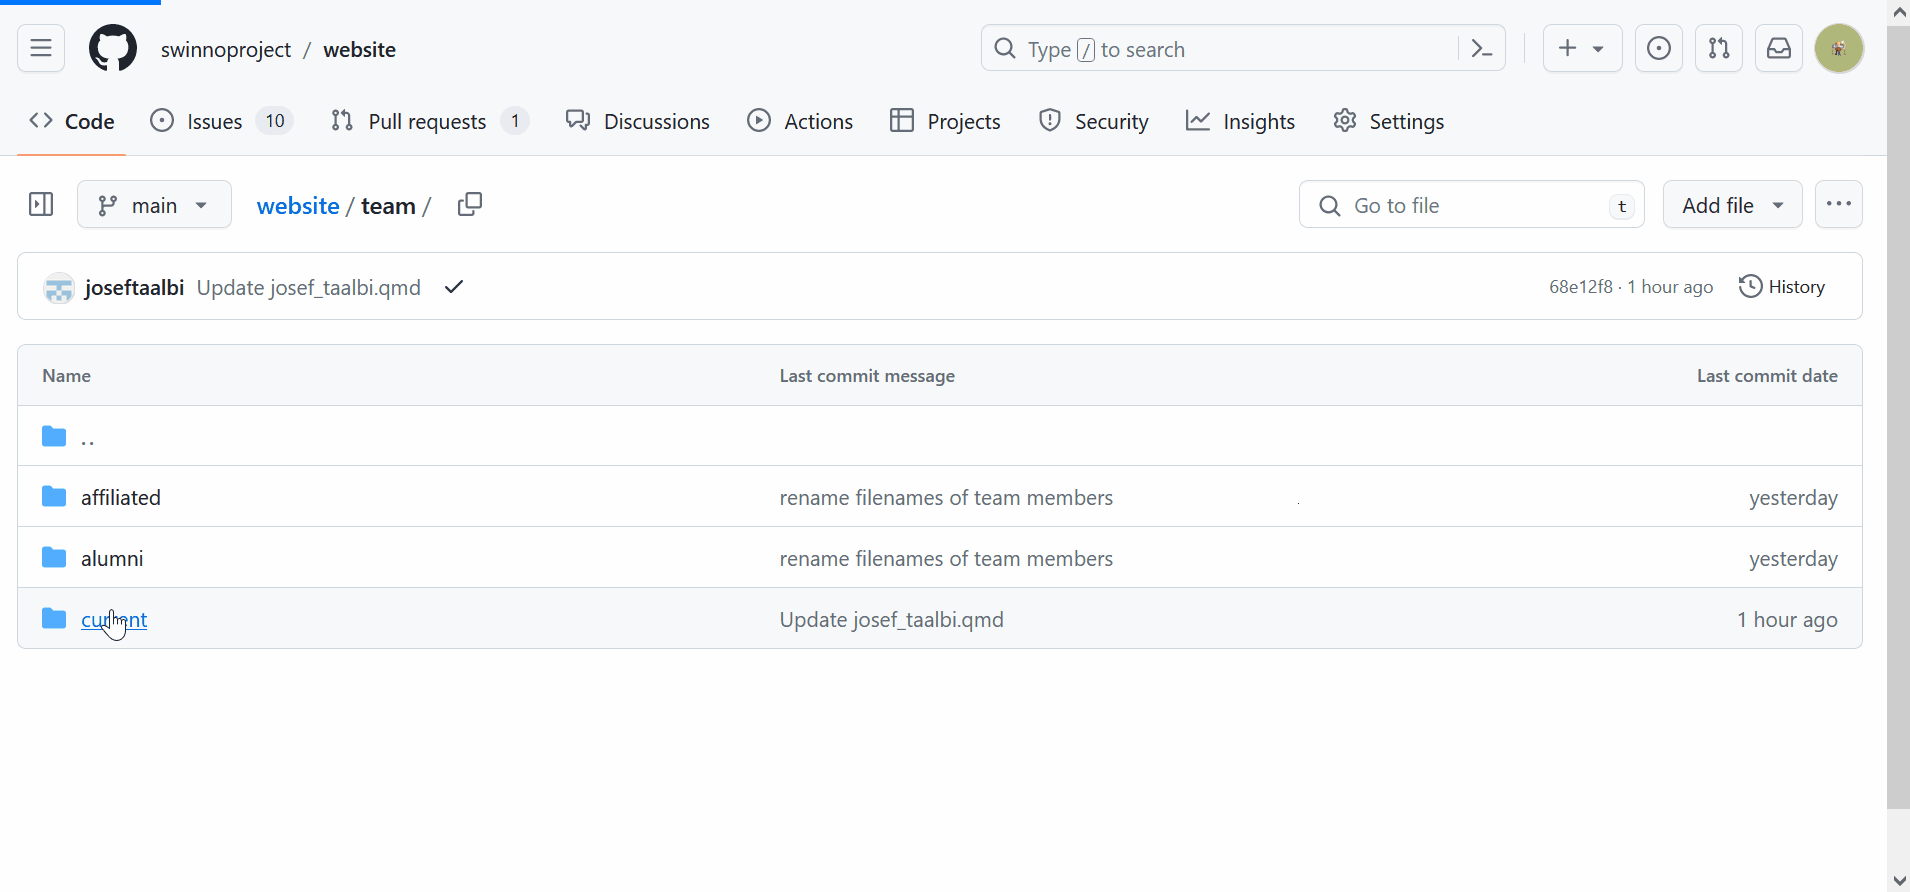 swinnoproject / website
Type / to search
Code
Issues 10
Pull requests 1
Discussions
Actions
Projects
Security
Insights
Settings
main
website / team /
Go to file t
Add file
joseftaalbi Update josef_taalbi.qmd
68e12f8 · 1 hour ago
History
Name Last commit message Last commit date
..
affiliated rename filenames of team members yesterday
alumni rename filenames of team members yesterday
current Update josef_taalbi.qmd 1 hour ago